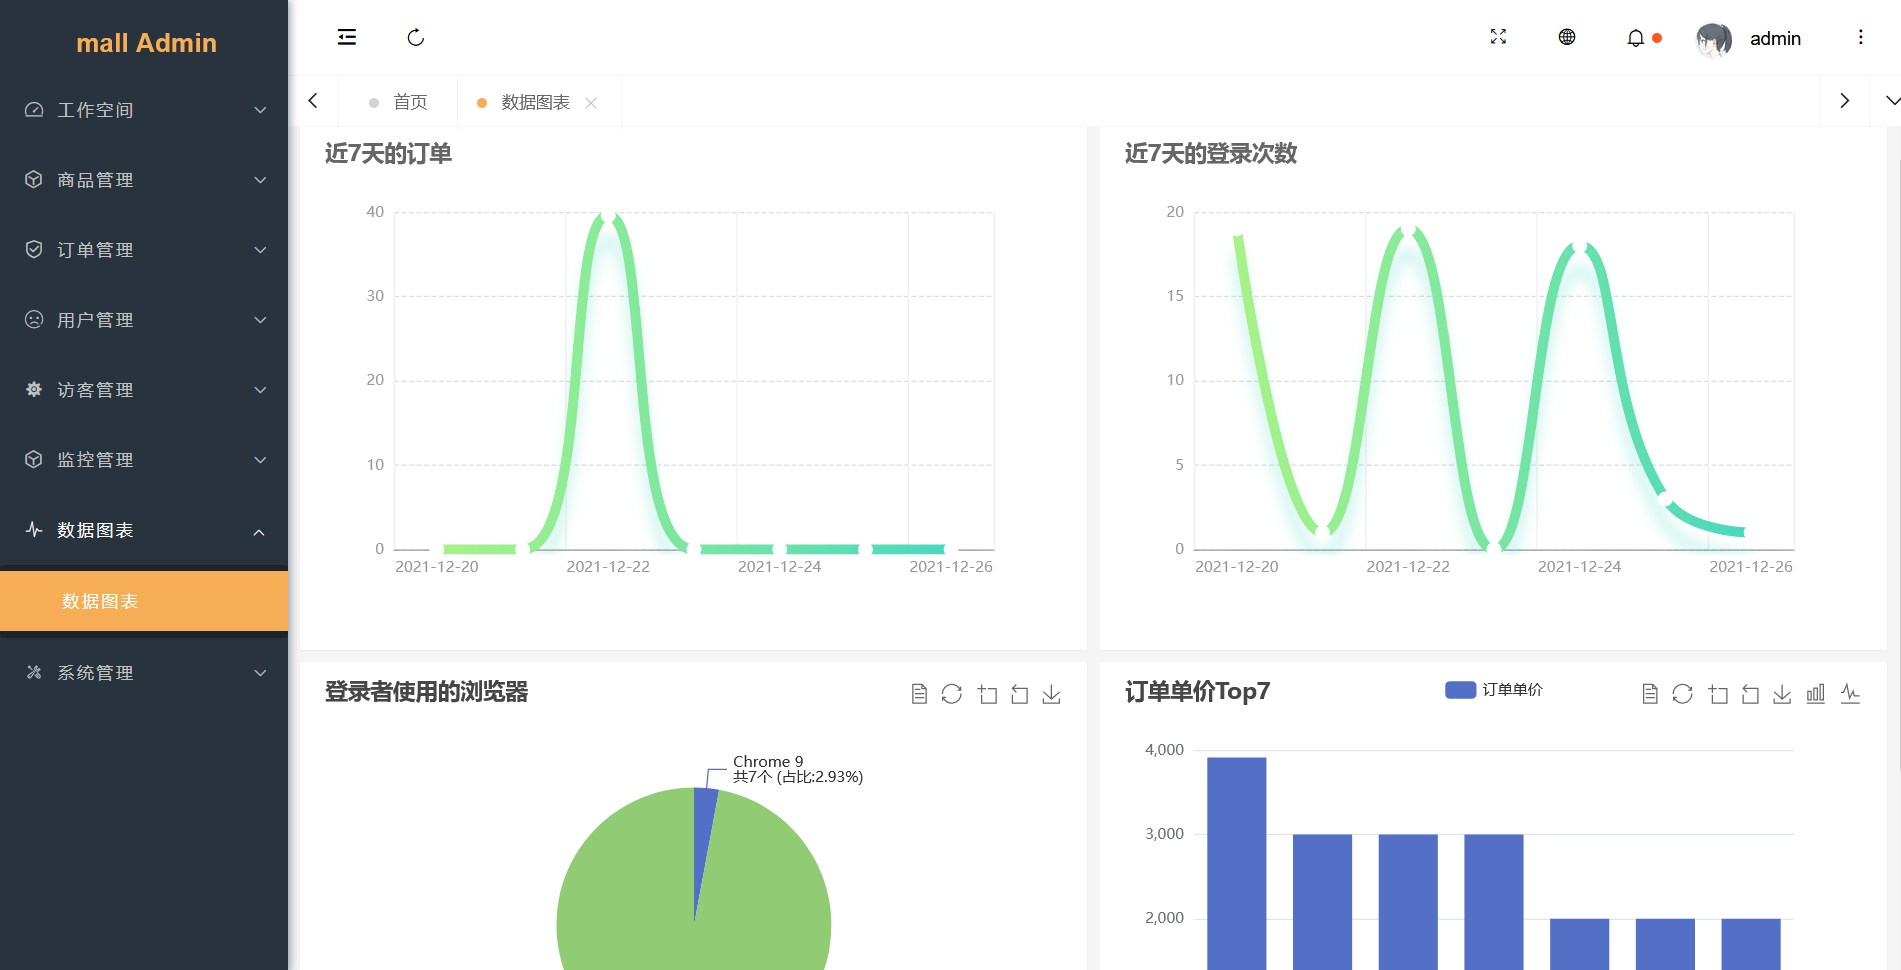 mall Admin
工作空间
商品管理
订单管理
用户管理
访客管理
监控管理
数据图表
数据图表
系统管理
admin
首页
数据图表
近7天的订单
40
30
20
10
0
2021-12-20
2021-12-22
2021-12-24
2021-12-26
近7天的登录次数
20
15
10
5
0
2021-12-20
2021-12-22
2021-12-24
2021-12-26
登录者使用的浏览器
Chrome 9
共7个 (占比:2.93%)
订单单价Top7
订单单价
4,000
3,000
2,000